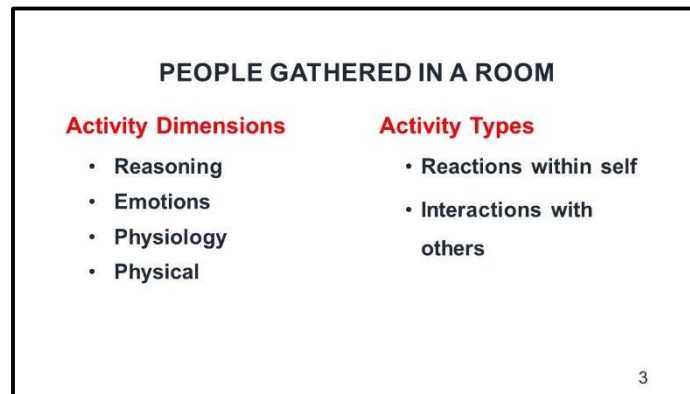 PEOPLE GATHERED IN A ROOM
Activity Dimensions
• Reasoning
• Emotions
• Physiology
• Physical
Activity Types
• Reactions within self
• Interactions with
others
3